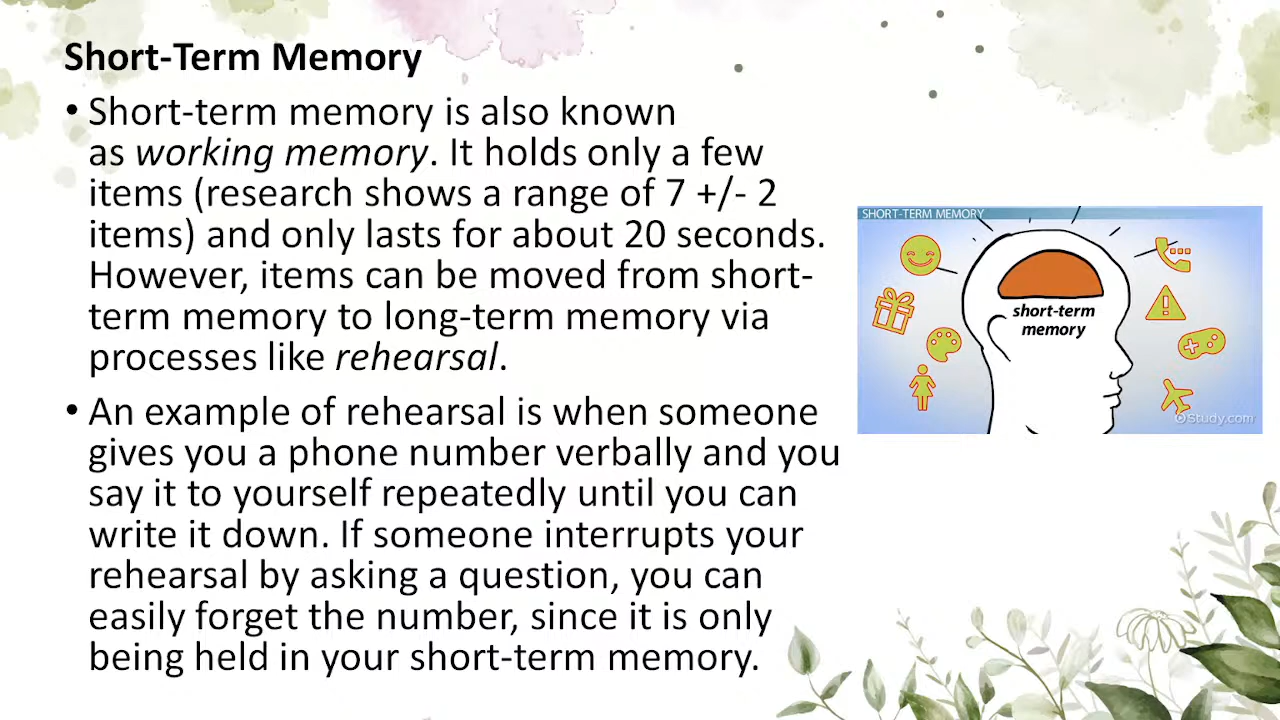 Short-Term Memory
• Short-term memory is also known
as working memory. It holds only a few
items (research shows a range of 7 +/- 2
items) and only lasts for about 20 seconds.
However, items can be moved from short-
term memory to long-term memory via
processes like rehearsal.
• An example of rehearsal is when someone
gives you a phone number verbally and you
say it to yourself repeatedly until you can
write it down. If someone interrupts your
rehearsal by asking a question, you can
easily forget the number, since it is only
being held in your short-term memory.
SHORT-TERM MEMORY
short-term
memory
Study.com